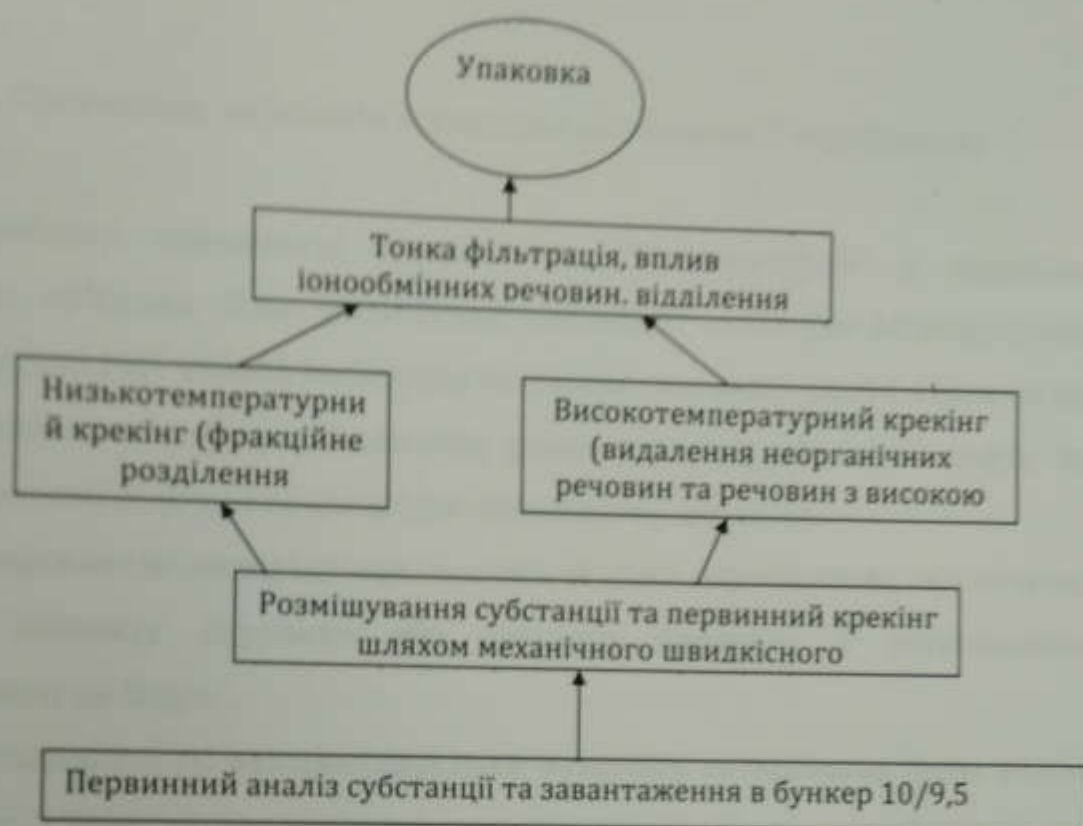 Упаковка
Тонка фільтрація, вплив
іонообмінних речовин, відділення
Низькотемпературни
й крекінг (фракційне
розділення
Високотемпературний крекінг
(видалення неорганічних
речовин та речовин з високою
Розмішування субстанції та первинний крекінг
шляхом механічного швидкісного
Первинний аналіз субстанції та завантаження в бункер 10/9,5